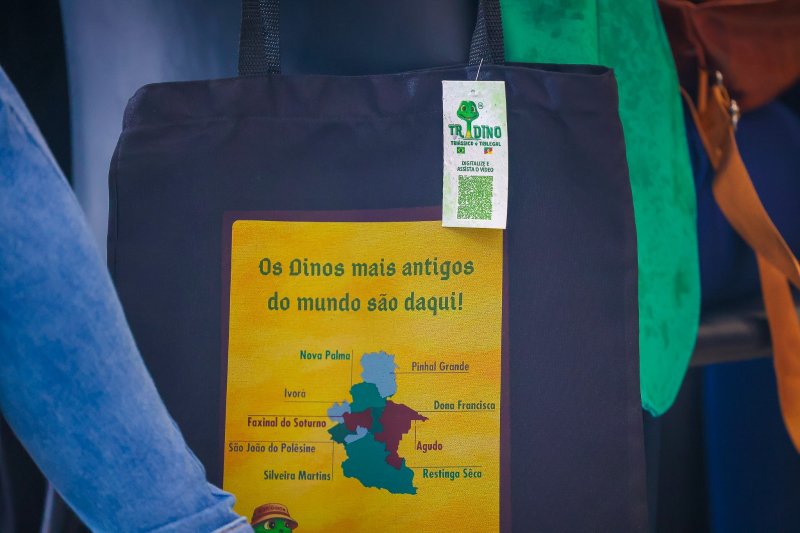 TRIDINO
TRIÁSSICO e TRILEGAL
DIGITALIZE E
ASSISTA O VÍDEO
Os Dinos mais antigos
do mundo são daqui!
Nova Palma
Pinhal Grande
Ivorá
Dona Francisca
Faxinal do Soturno
São João do Polêsine
Agudo
Silveira Martins
Restinga Sêca